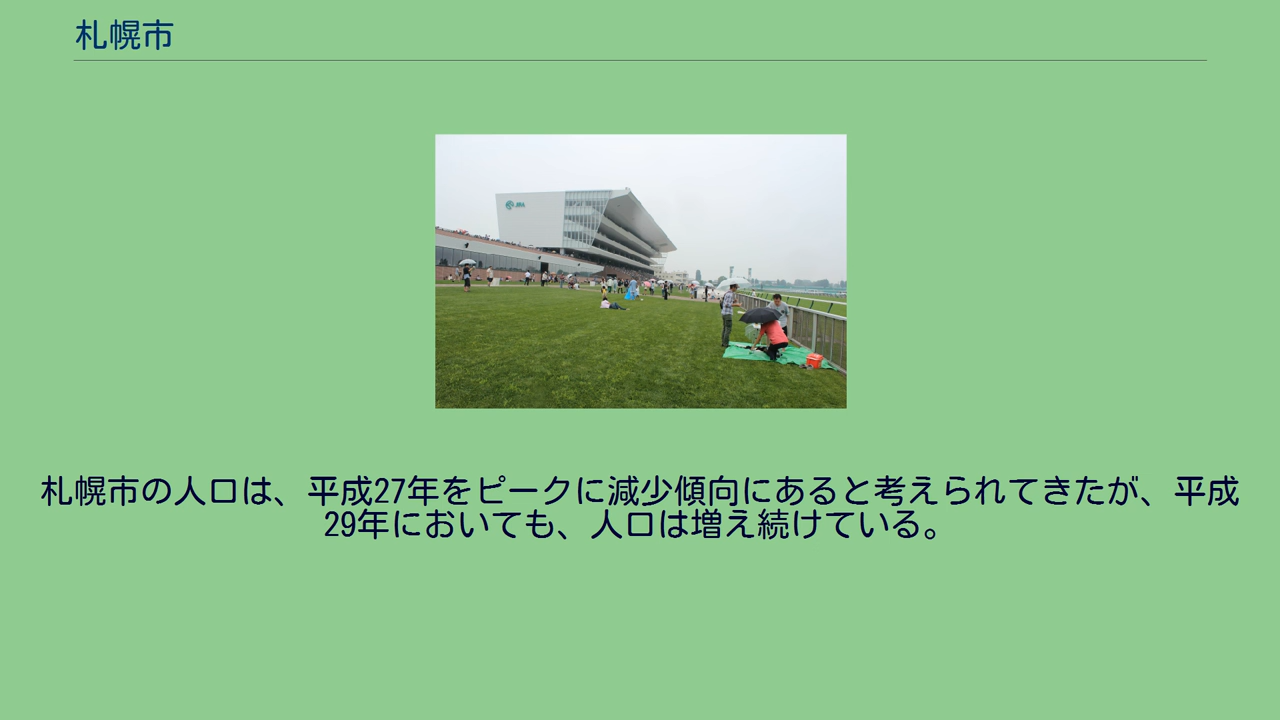 札幌市
JRA
札幌市の人口は、平成27年をピークに減少傾向にあると考えられてきたが、平成
29年においても、人口は増え続けている。